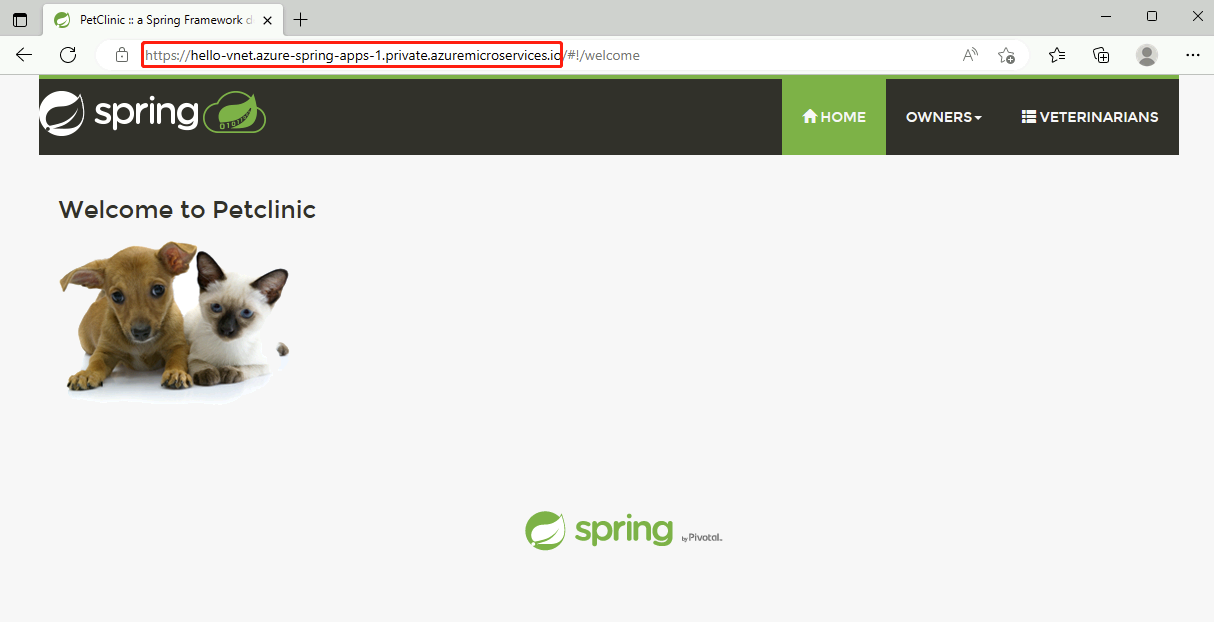 PetClinic :: a Spring Framework d
https://hello-vnet.azure-spring-apps-1.private.azuremicroservices.io/#!/welcome
spring
HOME
OWNERS
VETERINARIANS
Welcome to Petclinic
spring by Pivotal.